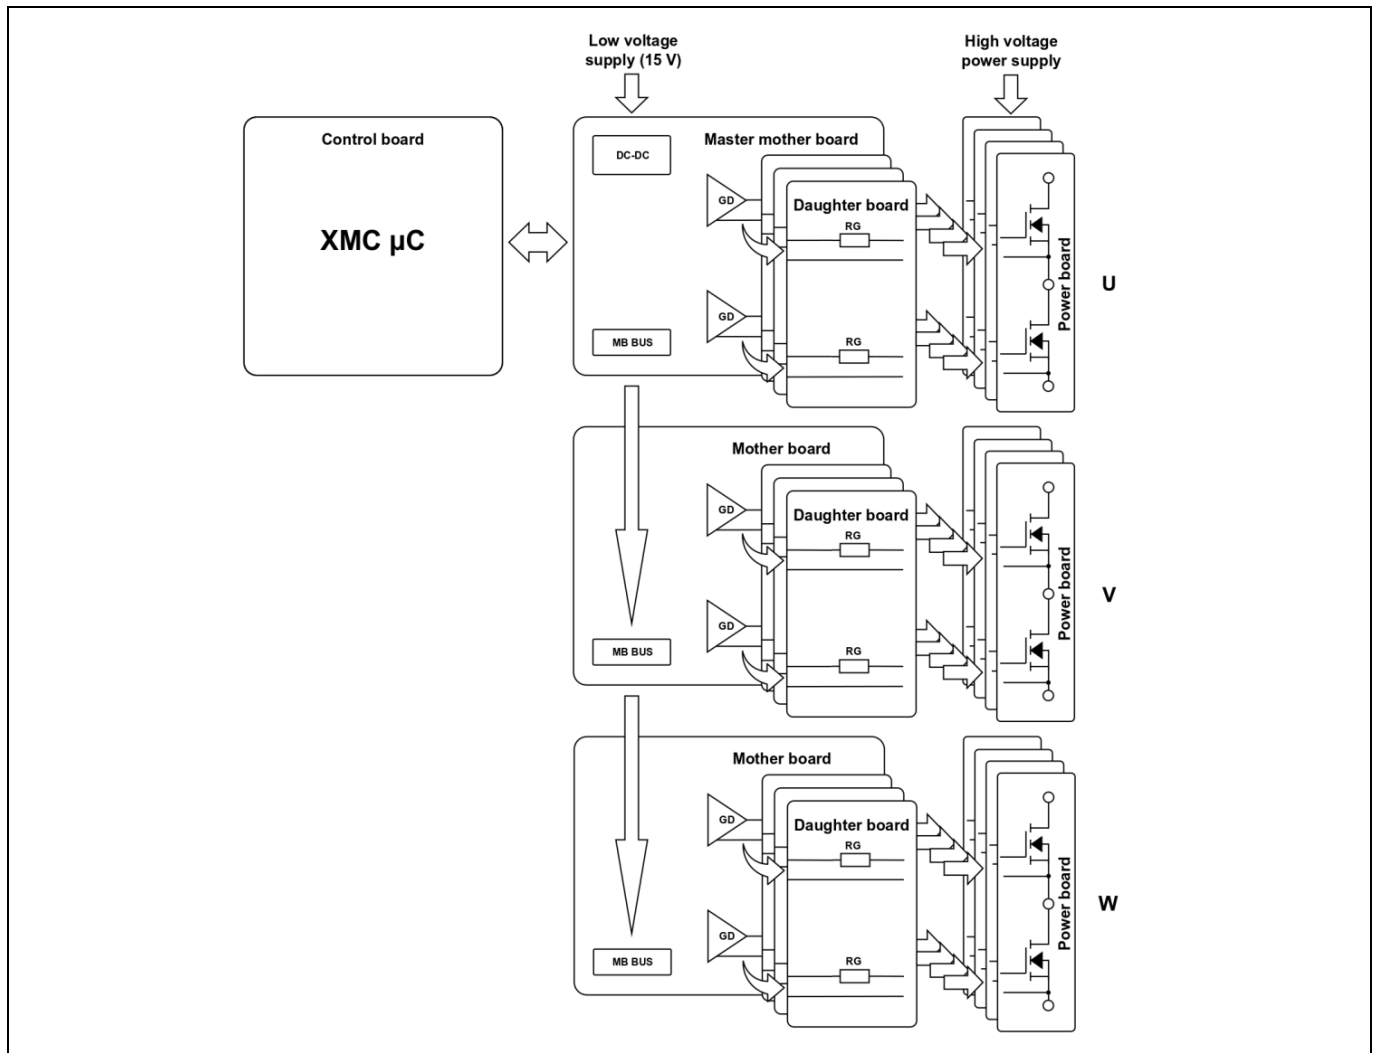 Low voltage
supply (15 V)
High voltage
power supply
Control board
XMC µC
Master mother board
DC-DC
MB BUS
GD
GD
Daughter board
RG
RG
Power board
U
Mother board
MB BUS
GD
GD
Daughter board
RG
RG
Power board
V
Mother board
MB BUS
GD
GD
Daughter board
RG
RG
Power board
W